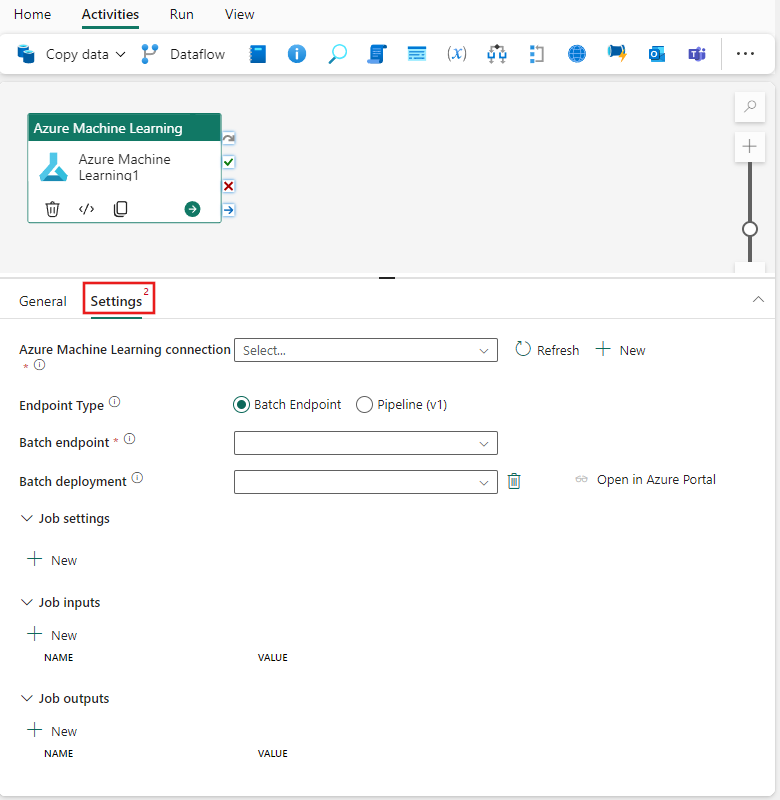 Home Activities Run View
Copy data Dataflow (x) ...
Azure Machine Learning
Azure Machine
Learning1
</>
General Settings 2
Azure Machine Learning connection * Select... Refresh New
Endpoint Type Batch Endpoint Pipeline (v1)
Batch endpoint *
Batch deployment Open in Azure Portal
Job settings
New
Job inputs
New
NAME VALUE
Job outputs
New
NAME VALUE